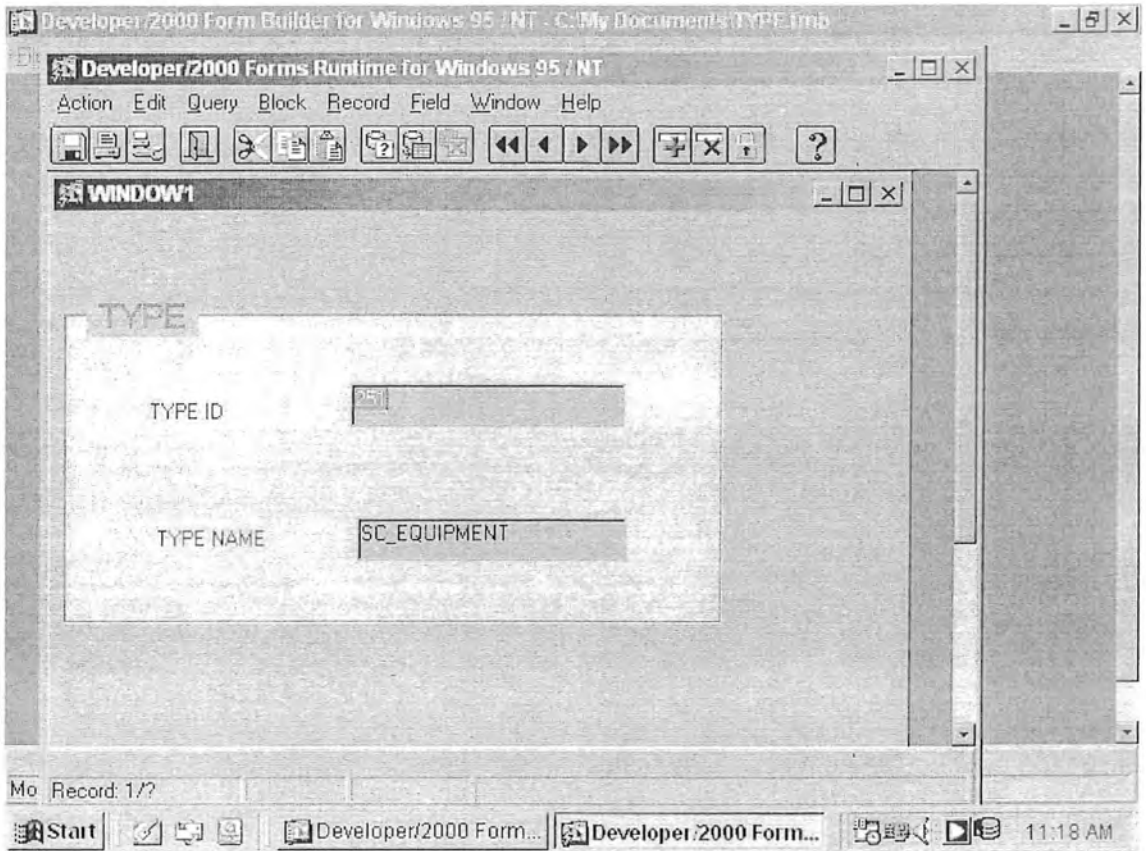 Developer/2000 Form Builder for Windows 95 / NT - C:\My Documents\TYPE.fmb
Developer/2000 Forms Runtime for Windows 95 / NT
Action Edit Query Block Record Field Window Help
WINDOW1
TYPE
TYPE ID 251
TYPE NAME SC_EQUIPMENT
Mo Record: 1/?
Start Developer/2000 Form... Developer/2000 Form... 11:18 AM